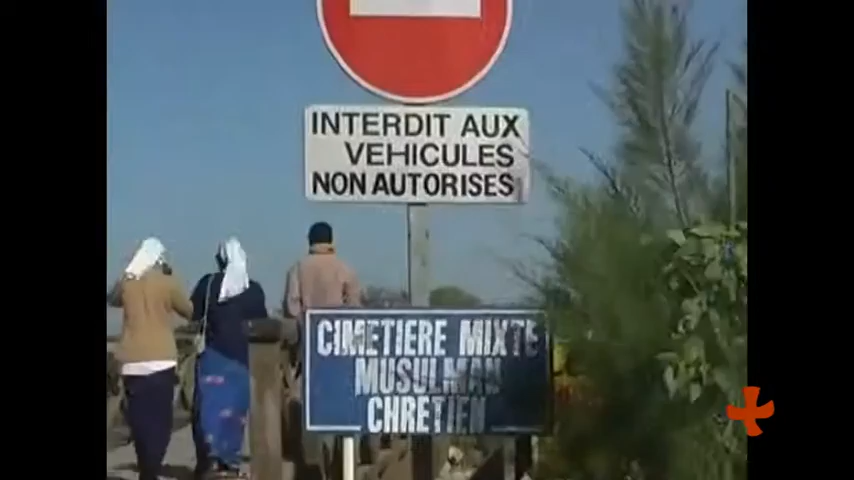 INTERDIT AUX
VEHICULES
NON AUTORISES
CIMETIERE MIXTE
MUSULMAN
CHRETIEN